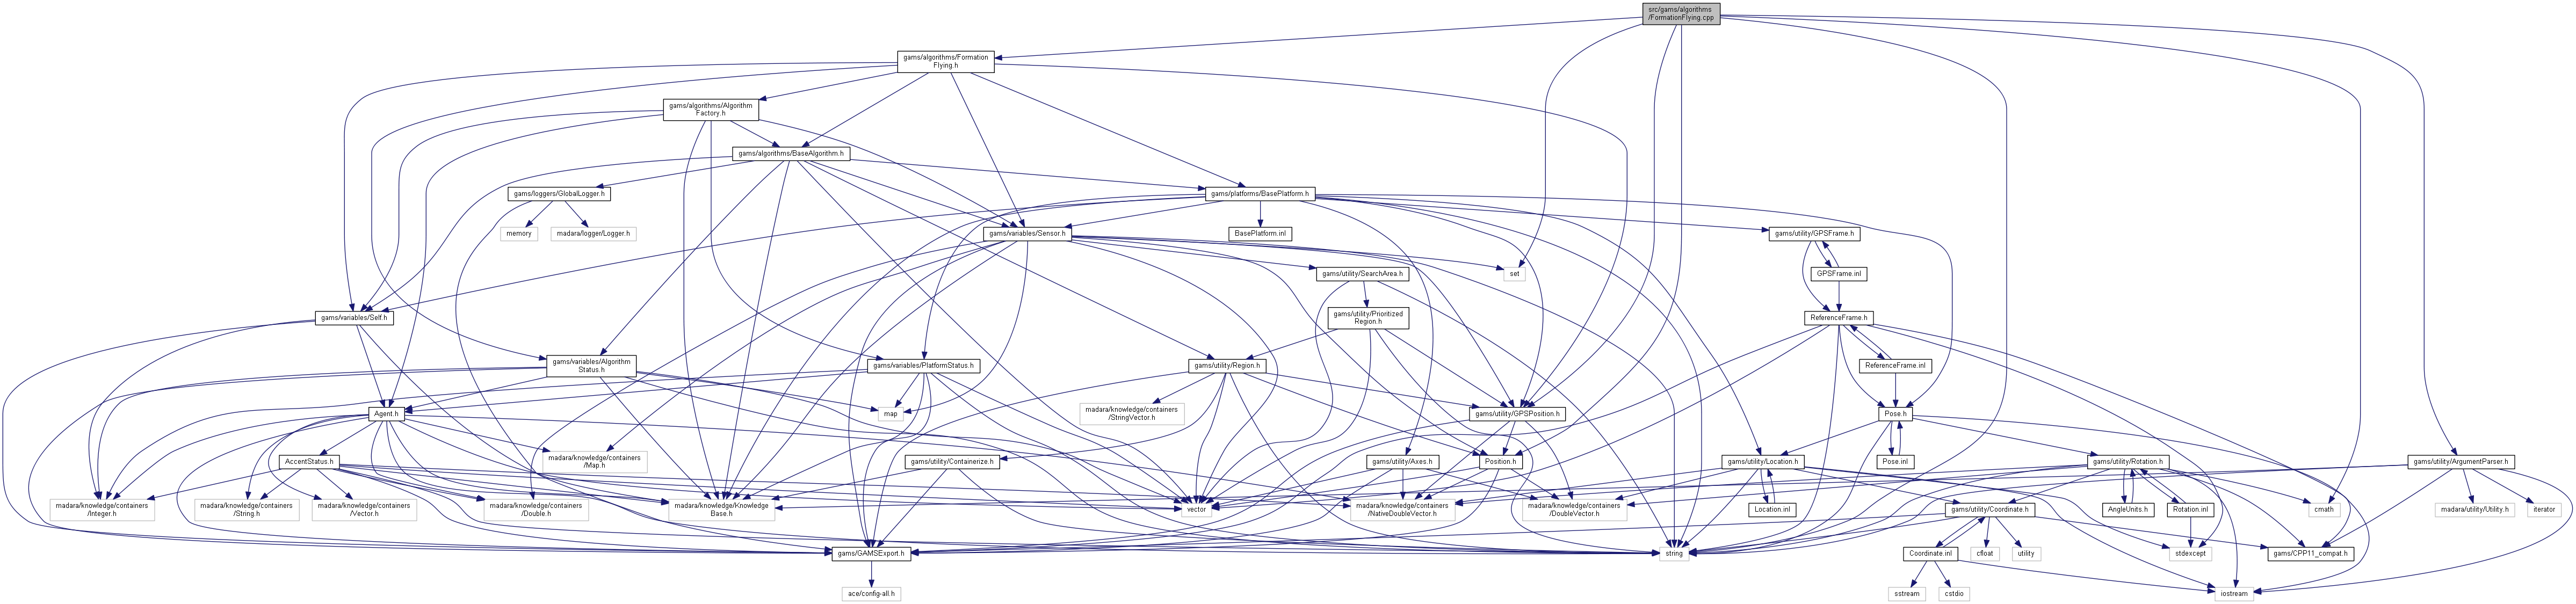 src/gams/algorithms
/FormationFlying.cpp
gams/algorithms/Formation
Flying.h
gams/algorithms/Algorithm
Factory.h
gams/algorithms/BaseAlgorithm.h
gams/loggers/GlobalLogger.h
gams/platforms/BasePlatform.h
memory
madara/logger/Logger.h
gams/variables/Sensor.h
BasePlatform.inl
gams/utility/GPSFrame.h
gams/utility/SearchArea.h
set
GPSFrame.inl
gams/variables/Self.h
gams/utility/Prioritized
Region.h
ReferenceFrame.h
gams/variables/Algorithm
Status.h
gams/variables/PlatformStatus.h
gams/utility/Region.h
ReferenceFrame.inl
Agent.h
map
madara/knowledge/containers
/StringVector.h
gams/utility/GPSPosition.h
Pose.h
AccentStatus.h
madara/knowledge/containers
/Map.h
gams/utility/Containerize.h
gams/utility/Axes.h
Position.h
gams/utility/Location.h
Pose.inl
gams/utility/Rotation.h
gams/utility/ArgumentParser.h
madara/knowledge/containers
/Integer.h
madara/knowledge/containers
/String.h
madara/knowledge/containers
/Vector.h
madara/knowledge/containers
/Double.h
madara/knowledge/Knowledge
Base.h
vector
madara/knowledge/containers
/NativeDoubleVector.h
madara/knowledge/containers
/DoubleVector.h
Location.inl
gams/utility/Coordinate.h
AngleUnits.h
Rotation.inl
cmath
madara/utility/Utility.h
iterator
gams/GAMSExport.h
string
Coordinate.inl
cfloat
utility
stdexcept
gams/CPP11_compat.h
ace/config-all.h
sstream
cstdio
iostream